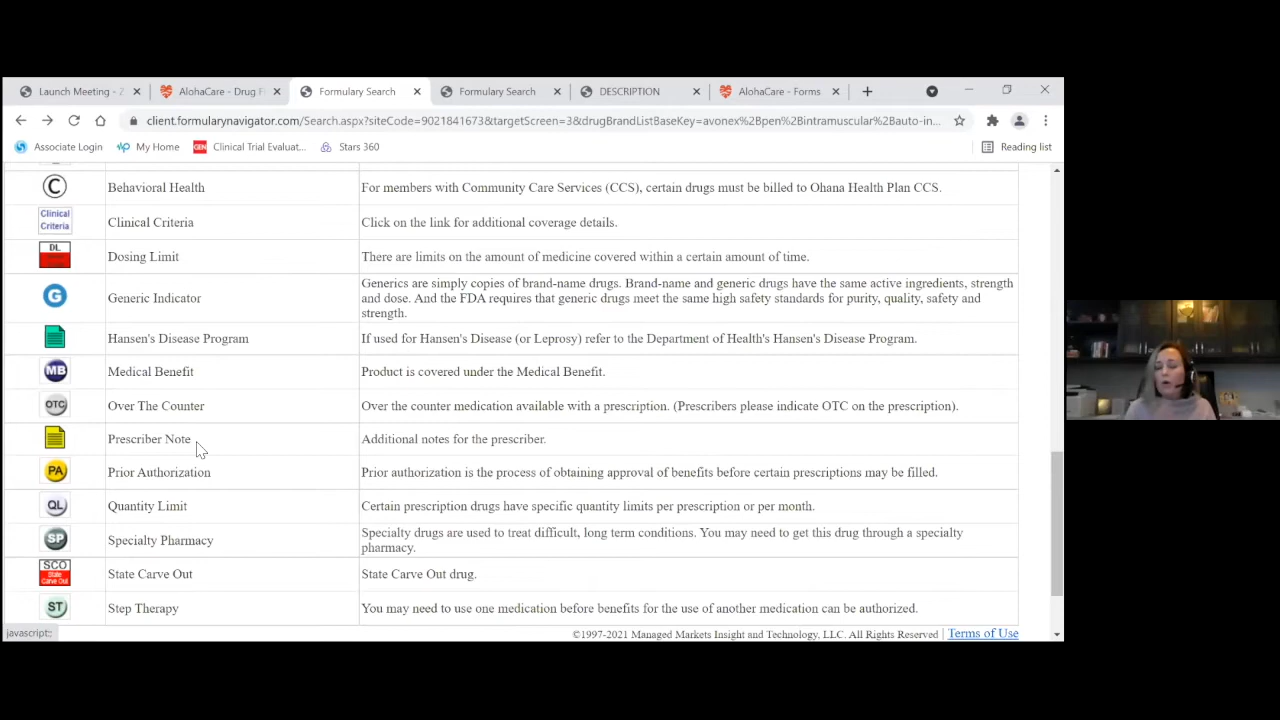 Launch Meeting - Z
AlohaCare - Drug F
Formulary Search
Formulary Search
DESCRIPTION
AlohaCare - Forms
client.formularynavigator.com/Search.aspx?siteCode=9021841673&targetScreen=3&drugBrandListBaseKey=avonex%2Bpen%2Bintramuscular%2Bauto-in...
Associate Login
My Home
GEN Clinical Trial Evaluat...
Stars 360
Reading list
C Behavioral Health For members with Community Care Services (CCS), certain drugs must be billed to Ohana Health Plan CCS.
Clinical
Criteria
Clinical Criteria Click on the link for additional coverage details.
DL
Dosing Limit There are limits on the amount of medicine covered within a certain amount of time.
G Generic Indicator
Generics are simply copies of brand-name drugs. Brand-name and generic drugs have the same active ingredients, strength
and dose. And the FDA requires that generic drugs meet the same high safety standards for purity, quality, safety and
strength.
Hansen's Disease Program If used for Hansen's Disease (or Leprosy) refer to the Department of Health's Hansen's Disease Program.
MB Medical Benefit Product is covered under the Medical Benefit.
OTC Over The Counter Over the counter medication available with a prescription. (Prescribers please indicate OTC on the prescription).
Prescriber Note Additional notes for the prescriber.
PA Prior Authorization Prior authorization is the process of obtaining approval of benefits before certain prescriptions may be filled.
QL Quantity Limit Certain prescription drugs have specific quantity limits per prescription or per month.
SP Specialty Pharmacy
Specialty drugs are used to treat difficult, long term conditions. You may need to get this drug through a specialty
pharmacy.
SCO
State
Carve Out
State Carve Out State Carve Out drug.
ST Step Therapy You may need to use one medication before benefits for the use of another medication can be authorized.
javascript:;
©1997-2021 Managed Markets Insight and Technology, LLC. All Rights Reserved | Terms of Use